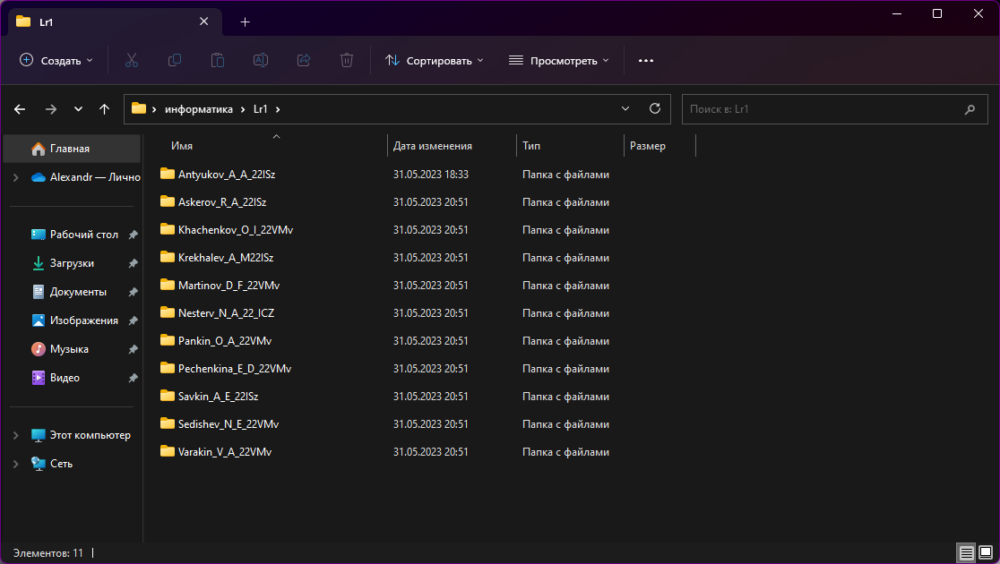 Lr1
Создать
Сортировать
Просмотреть
информатика
Lr1
Поиск в: Lr1
Имя Дата изменения Тип Размер
Главная
Alexandr — Лично
Рабочий стол
Загрузки
Документы
Изображения
Музыка
Видео
Этот компьютер
Сеть
Antyukov_A_A_22ISz 31.05.2023 18:33 Папка с файлами
Askerov_R_A_22ISz 31.05.2023 20:51 Папка с файлами
Khachenkov_O_I_22VMv 31.05.2023 20:51 Папка с файлами
Krekhalev_A_M22ISz 31.05.2023 20:51 Папка с файлами
Martinov_D_F_22VMv 31.05.2023 20:51 Папка с файлами
Nesterv_N_A_22_ICZ 31.05.2023 20:51 Папка с файлами
Pankin_O_A_22VMv 31.05.2023 20:51 Папка с файлами
Pechenkina_E_D_22VMv 31.05.2023 20:51 Папка с файлами
Savkin_A_E_22ISz 31.05.2023 20:51 Папка с файлами
Sedishev_N_E_22VMv 31.05.2023 20:51 Папка с файлами
Varakin_V_A_22VMv 31.05.2023 20:51 Папка с файлами
Элементов: 11